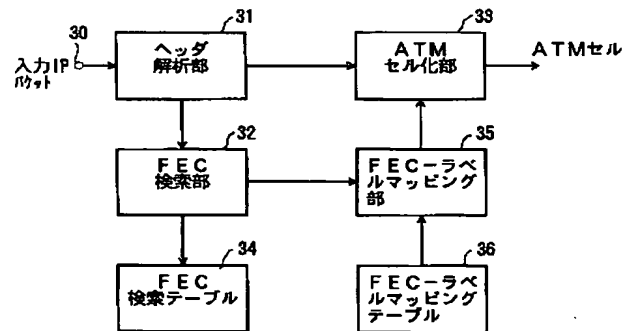 30
入力IP
パケット
31
ヘッダ
解析部
33
ATM
セル化部
ATMセル
32
FEC
検索部
35
FEC-ラベ
ルマッピング
部
34
FEC
検索テーブル
36
FEC-ラベ
ルマッピング
テーブル